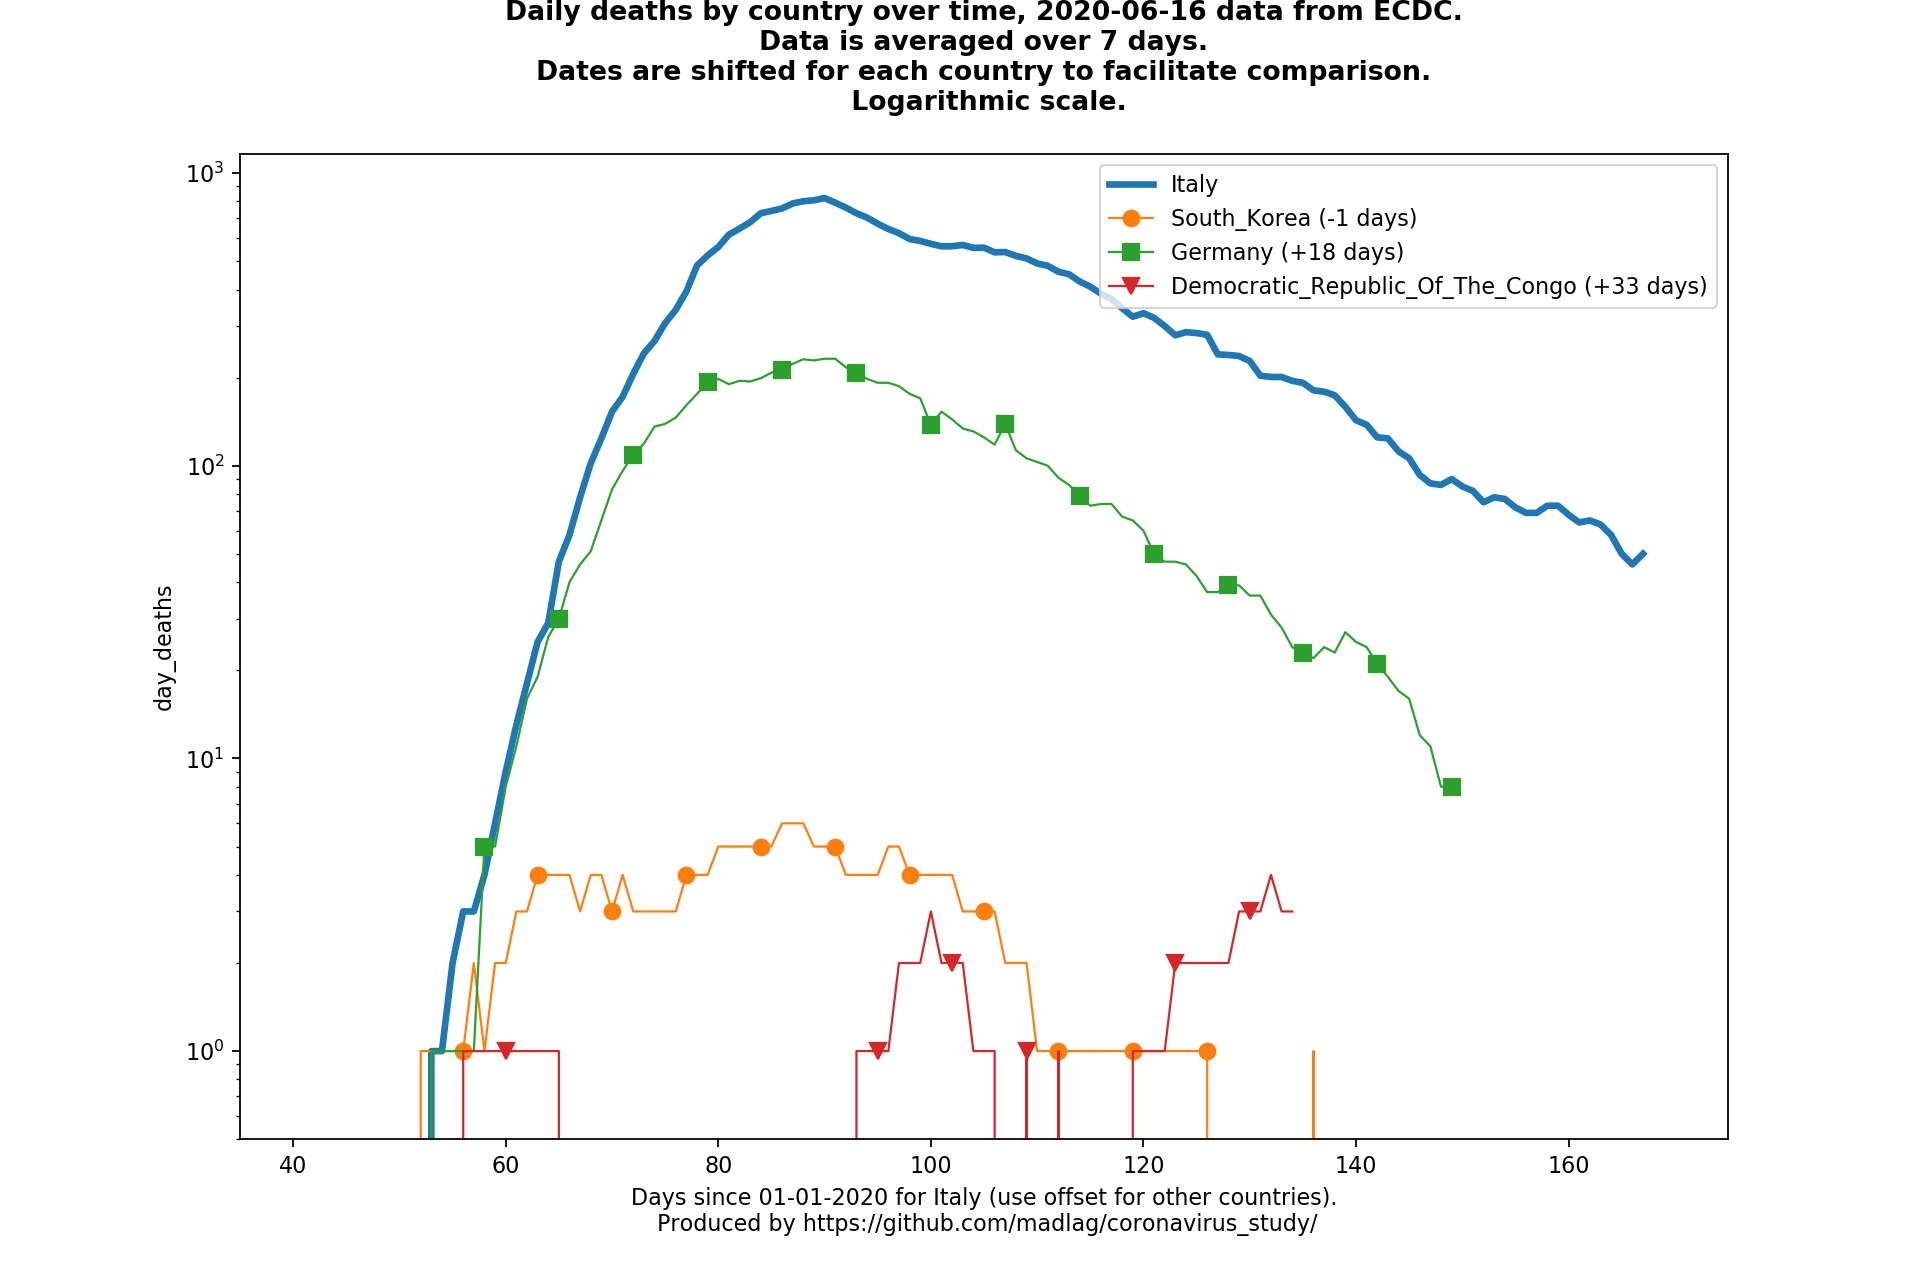 Daily deaths by country over time, 2020-06-16 data from ECDC.
Data is averaged over 7 days.
Dates are shifted for each country to facilitate comparison.
Logarithmic scale.
10³
10²
10¹
10⁰
day_deaths
Italy
South_Korea (-1 days)
Germany (+18 days)
Democratic_Republic_Of_The_Congo (+33 days)
40 60 80 100 120 140 160
Days since 01-01-2020 for Italy (use offset for other countries).
Produced by https://github.com/madlag/coronavirus_study/